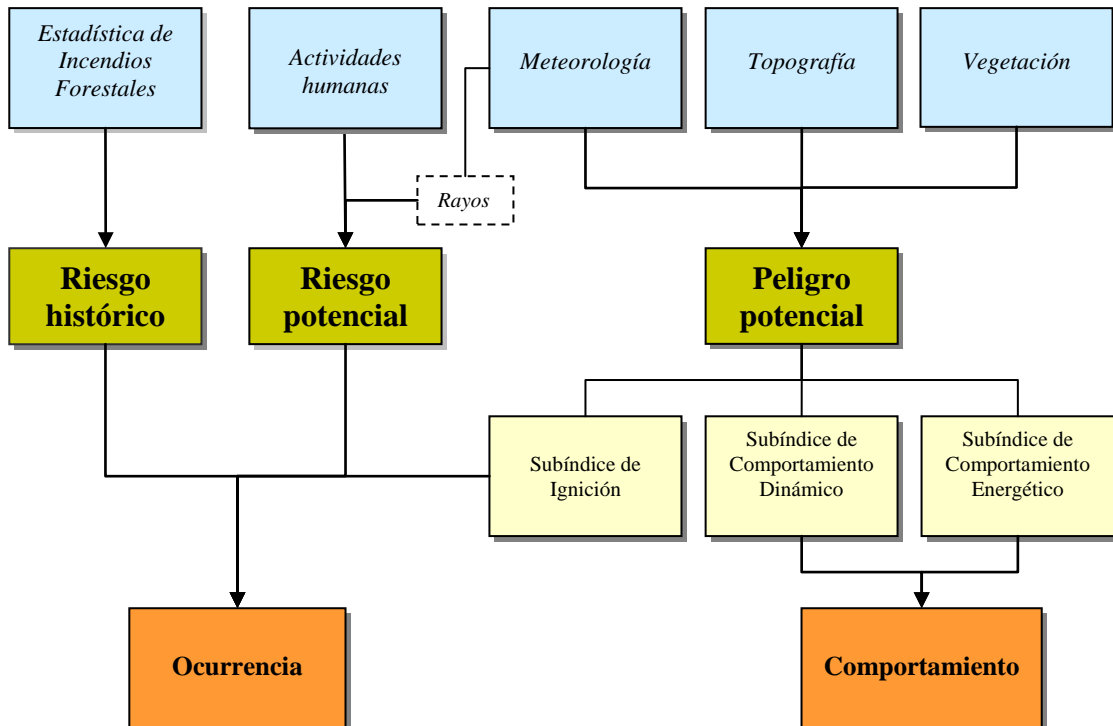 Estadística de
Incendios
Forestales
Actividades
humanas
Meteorología
Topografía
Vegetación
Rayos
Riesgo
histórico
Riesgo
potencial
Peligro
potencial
Subíndice de
Ignición
Subíndice de
Comportamiento
Dinámico
Subíndice de
Comportamiento
Energético
Ocurrencia
Comportamiento